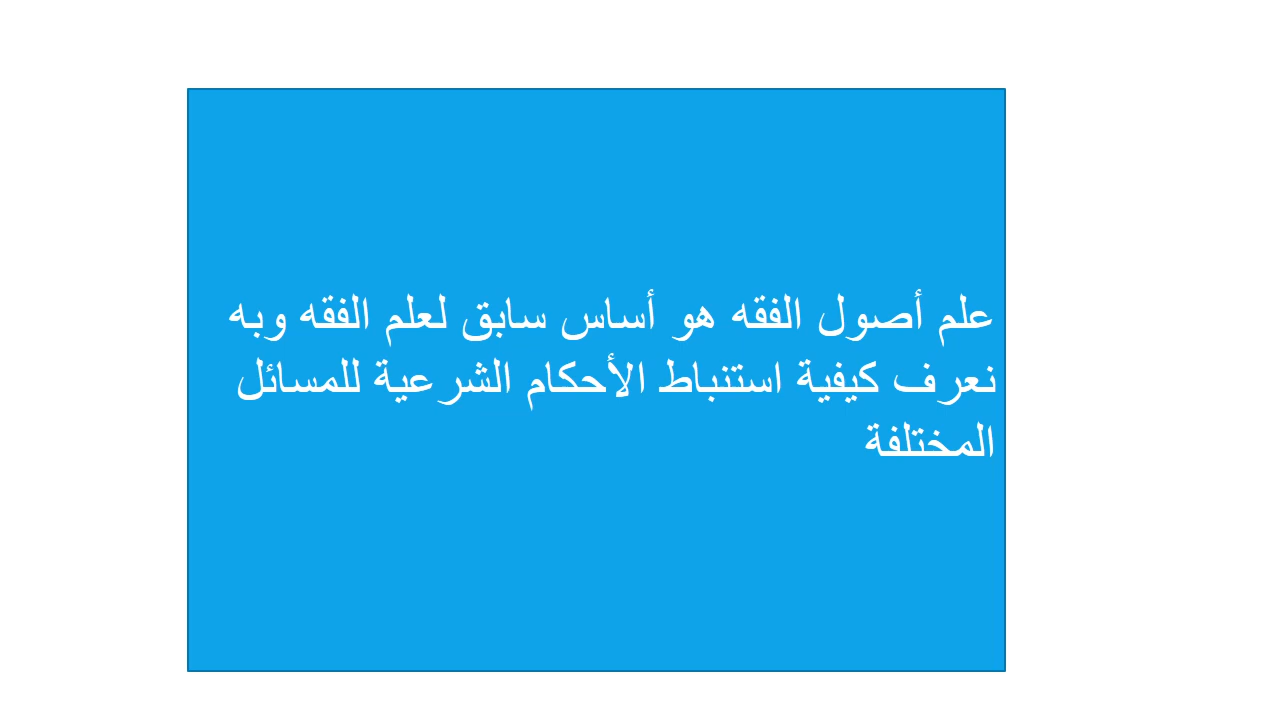 علم أصول الفقه هو أساس سابق لعلم الفقه وبه
نعرف كيفية استنباط الأحكام الشرعية للمسائل
المختلفة